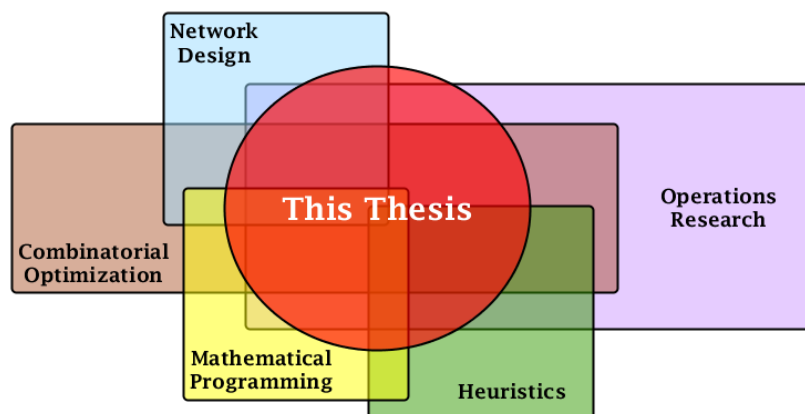 Network
Design
This Thesis
Operations
Research
Combinatorial
Optimization
Mathematical
Programming
Heuristics